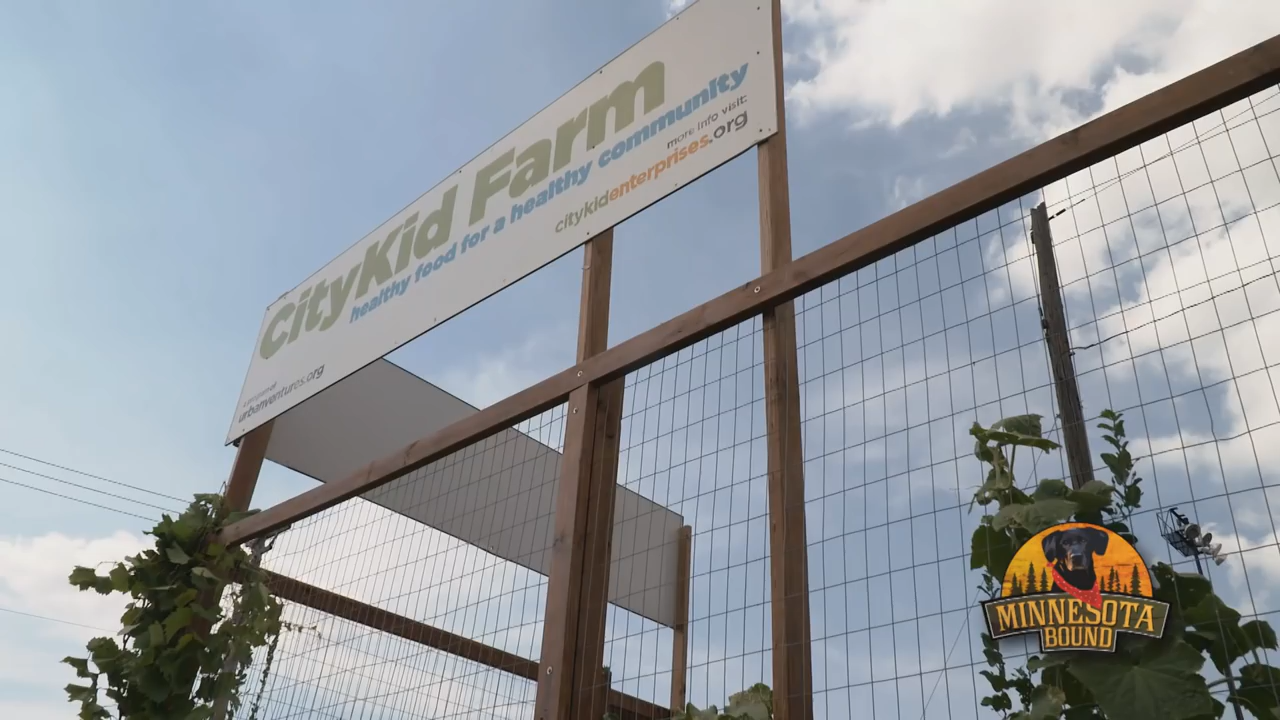 CityKid Farm
healthy food for a healthy community
more info visit:
citykidenterprises.org
urbanventures.org
MINNESOTA
BOUND